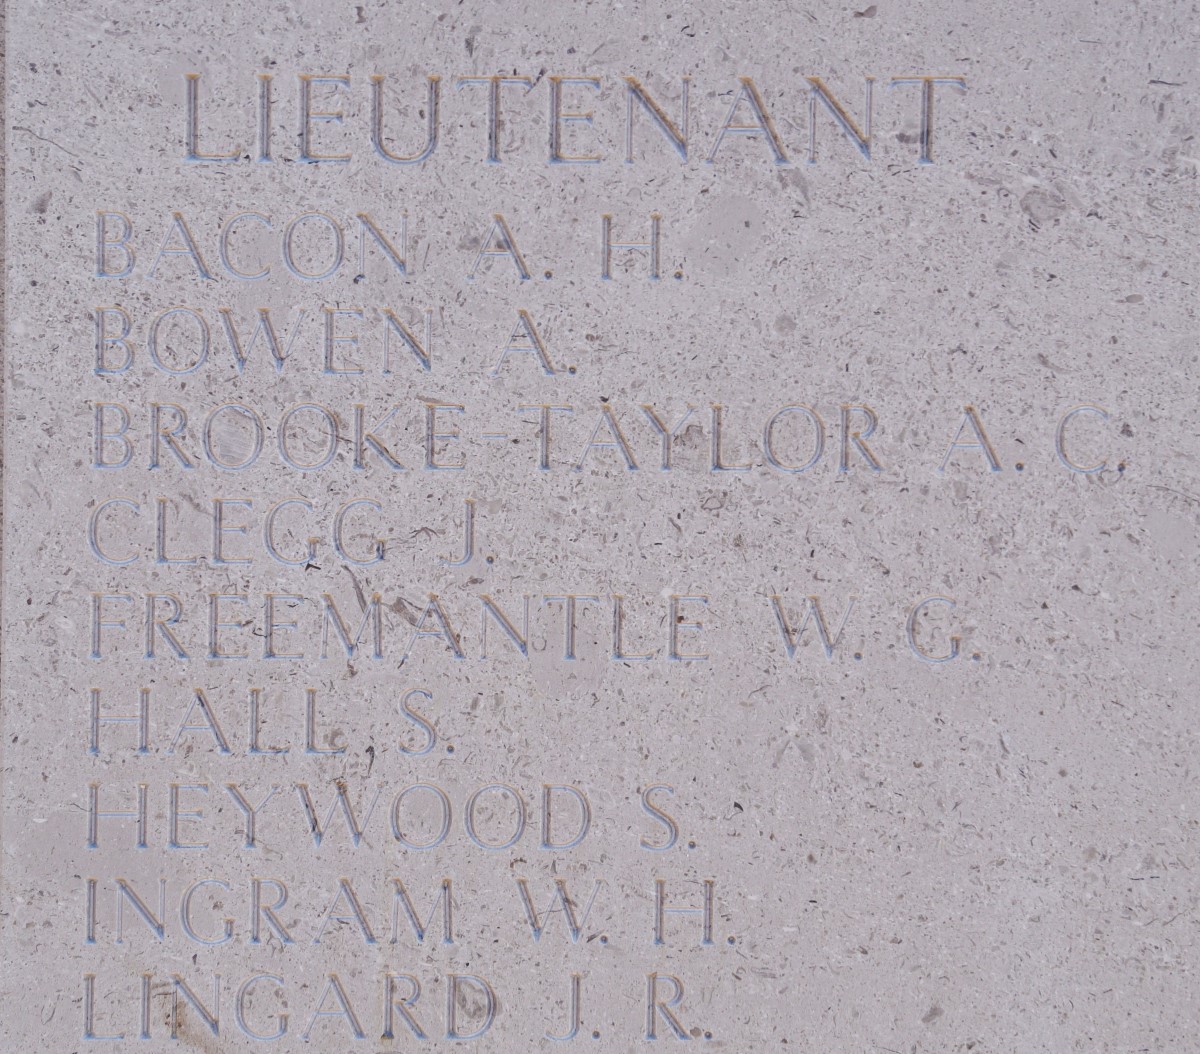 LIEUTENANT
BACON A. H.
BOWEN A.
BROOKE-TAYLOR A. C.
CLEGG J.
FREEMANTLE W. G.
HALL S.
HEYWOOD S.
INGRAM W. H.
LINGARD J. R.